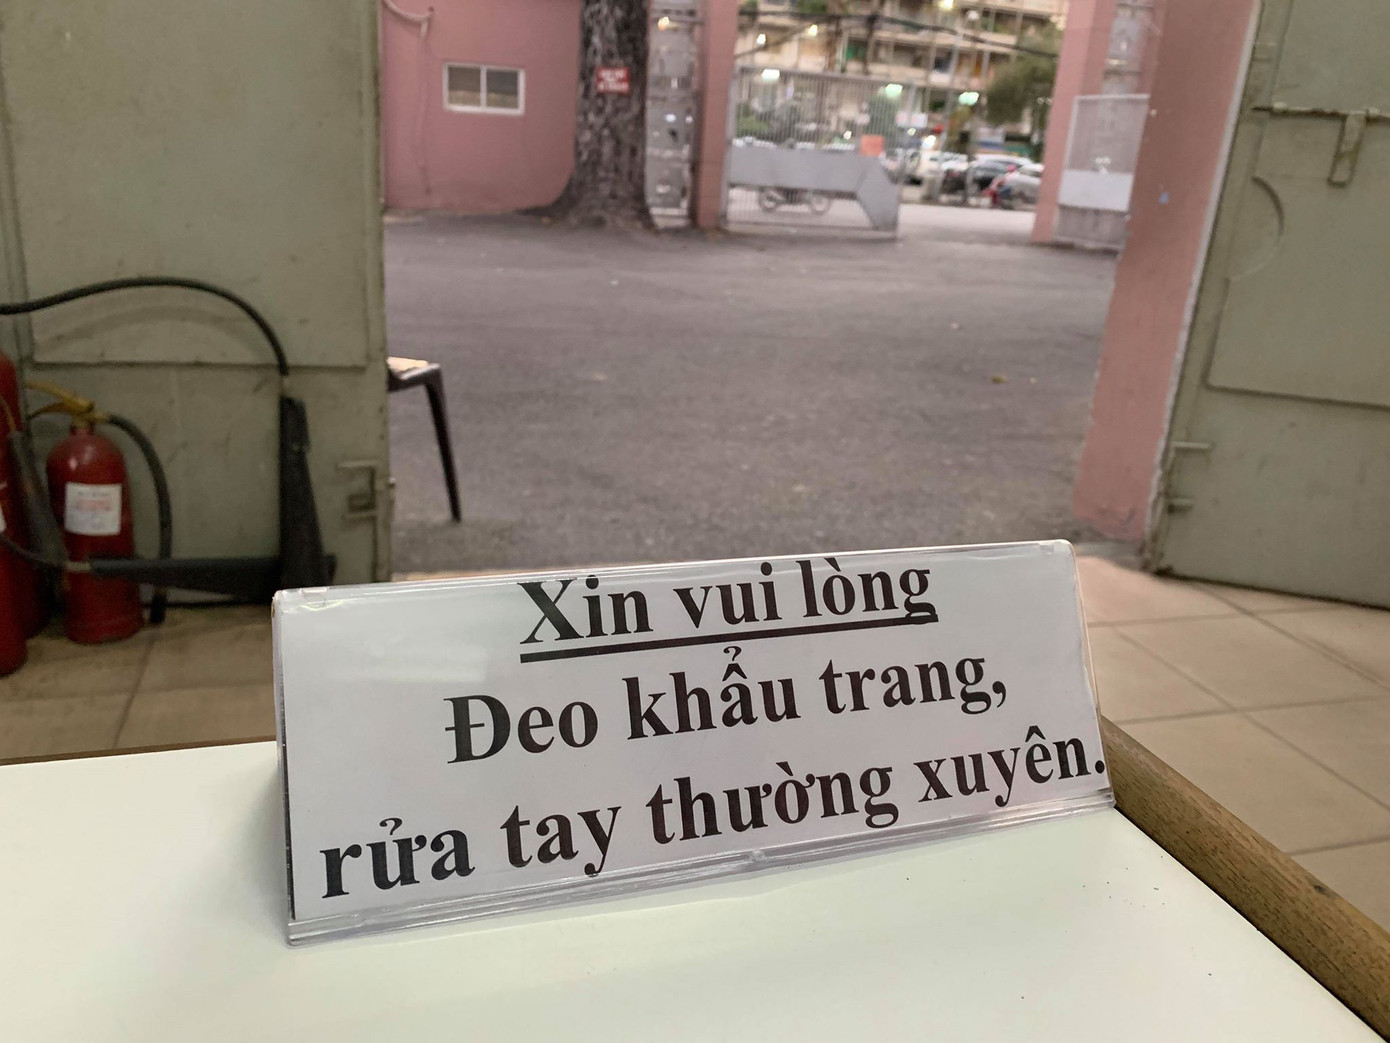 Xin vui lòng
Đeo khẩu trang,
rửa tay thường xuyên.